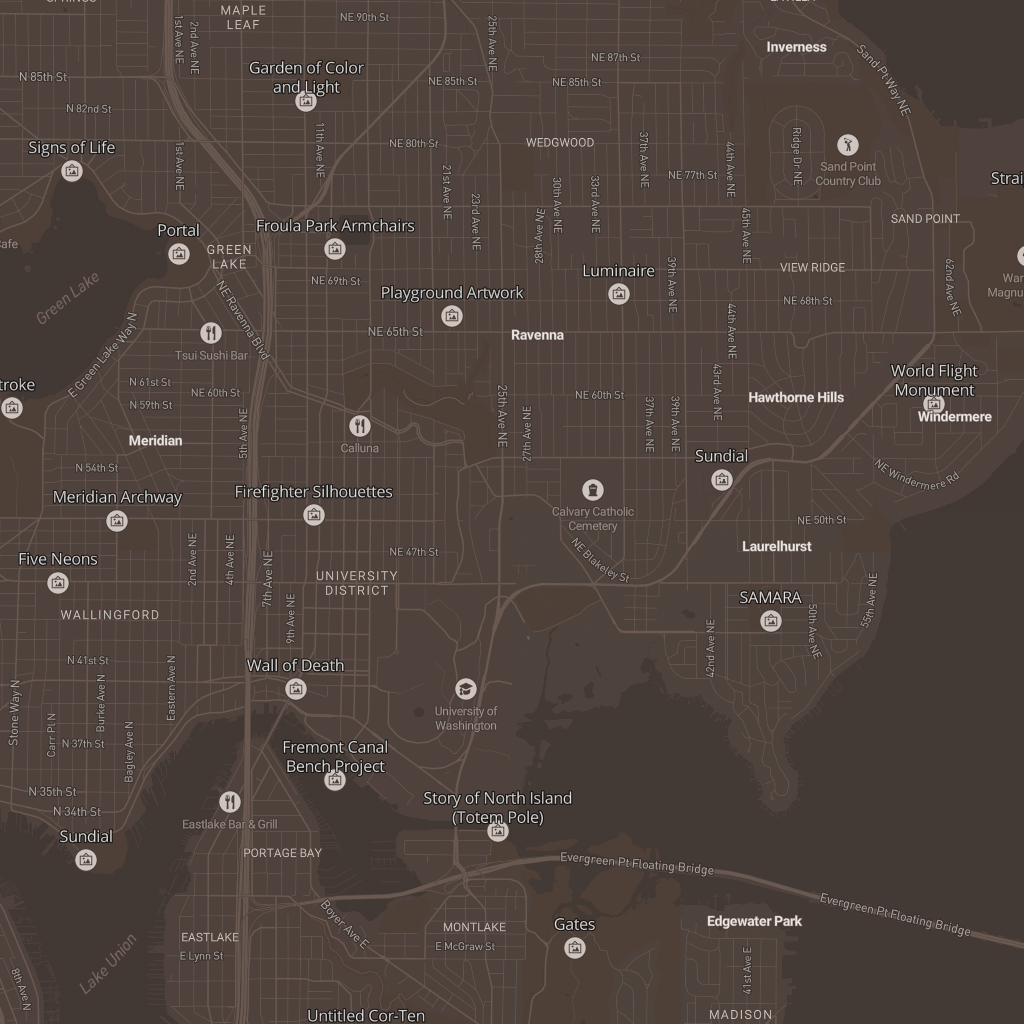 MAPLE
LEAF
NE 90th St
1st Ave NE
2nd Ave NE
25th Ave NE
Inverness
Sand Pt Way NE
NE 87th St
Garden of Color
and Light
N 85th St
NE 85th St
NE 85th St
N 82nd St
11th Ave NE
NE 80th St
WEDGWOOD
37th Ave NE
44th Ave NE
Ridge Dr NE
Sand Point
Country Club
Signs of Life
1st Ave NE
21st Ave NE
23rd Ave NE
30th Ave NE
33rd Ave NE
NE 77th St
Strai
SAND POINT
Portal
Froula Park Armchairs
28th Ave NE
45th Ave NE
afe
GREEN
LAKE
Luminaire
39th Ave NE
VIEW RIDGE
62nd Ave NE
War
Magnu
Green Lake
NE 69th St
Playground Artwork
NE 68th St
NE Ravenna Blvd
NE 65th St
Ravenna
44th Ave NE
E Green Lake Way N
Tsui Sushi Bar
World Flight
Monument
troke
N 61st St
NE 60th St
NE 60th St
43rd Ave NE
Hawthorne Hills
N 59th St
5th Ave NE
25th Ave NE
27th Ave NE
37th Ave NE
39th Ave NE
Windermere
Meridian
Calluna
N 54th St
Sundial
NE Windermere Rd
Meridian Archway
Firefighter Silhouettes
Calvary Catholic
Cemetery
NE 50th St
2nd Ave NE
4th Ave NE
NE 47th St
Laurelhurst
Five Neons
7th Ave NE
NE Blakeley St
UNIVERSITY
DISTRICT
SAMARA
55th Ave NE
WALLINGFORD
9th Ave NE
42nd Ave NE
50th Ave NE
N 41st St
Wall of Death
Stone Way N
Carr Pl N
Burke Ave N
Eastern Ave N
University of
Washington
N 37th St
Bagley Ave N
Fremont Canal
Bench Project
N 35th St
N 34th St
Eastlake Bar & Grill
Story of North Island
(Totem Pole)
Sundial
PORTAGE BAY
Evergreen Pt Floating Bridge
Evergreen Pt Floating Bridge
Boyer Ave E
MONTLAKE
Gates
Edgewater Park
EASTLAKE
E McGraw St
E Lynn St
Lake Union
8th Ave N
41st Ave E
Untitled Cor-Ten
MADISON